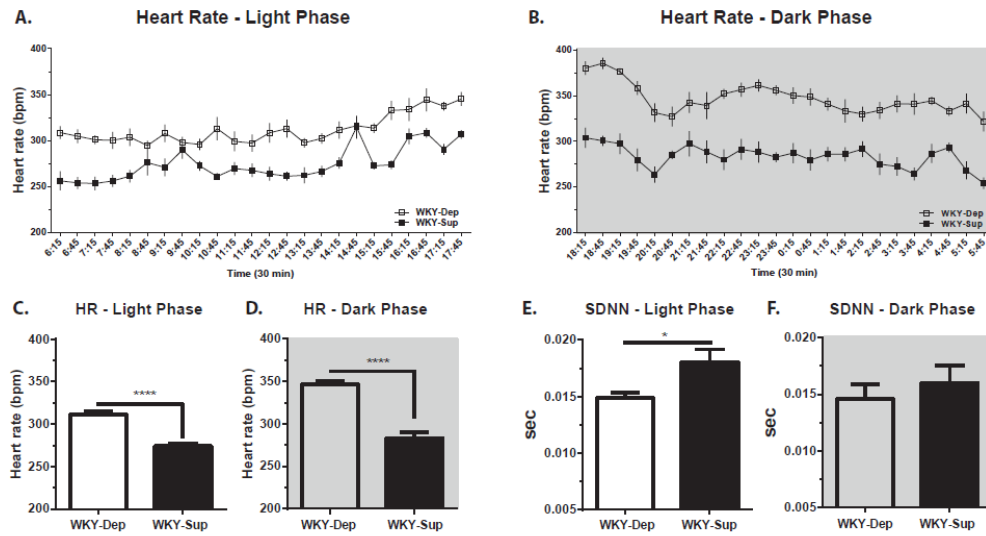 A. Heart Rate - Light Phase
Heart rate (bpm)
400
350
300
250
200
WKY-Dep
WKY-Sup
6:15 6:45 7:15 7:45 8:15 8:45 9:15 9:45 10:15 10:45 11:15 11:45 12:15 12:45 13:15 13:45 14:15 14:45 15:15 15:45 16:15 16:45 17:15 17:45
Time (30 min)
B. Heart Rate - Dark Phase
Heart rate (bpm)
400
350
300
250
200
WKY-Dep
WKY-Sup
18:15 18:45 19:15 19:45 20:15 20:45 21:15 21:45 22:15 22:45 23:15 23:45 0:15 0:45 1:15 1:45 2:15 2:45 3:15 3:45 4:15 4:45 5:15 5:45
Time (30 min)
C. HR - Light Phase
Heart rate (bpm)
400
350
300
250
200
****
WKY-Dep WKY-Sup
D. HR - Dark Phase
Heart rate (bpm)
400
350
300
250
200
****
WKY-Dep WKY-Sup
E. SDNN - Light Phase
sec
0.020
0.015
0.010
0.005
*
WKY-Dep WKY-Sup
F. SDNN - Dark Phase
sec
0.020
0.015
0.010
0.005
WKY-Dep WKY-Sup